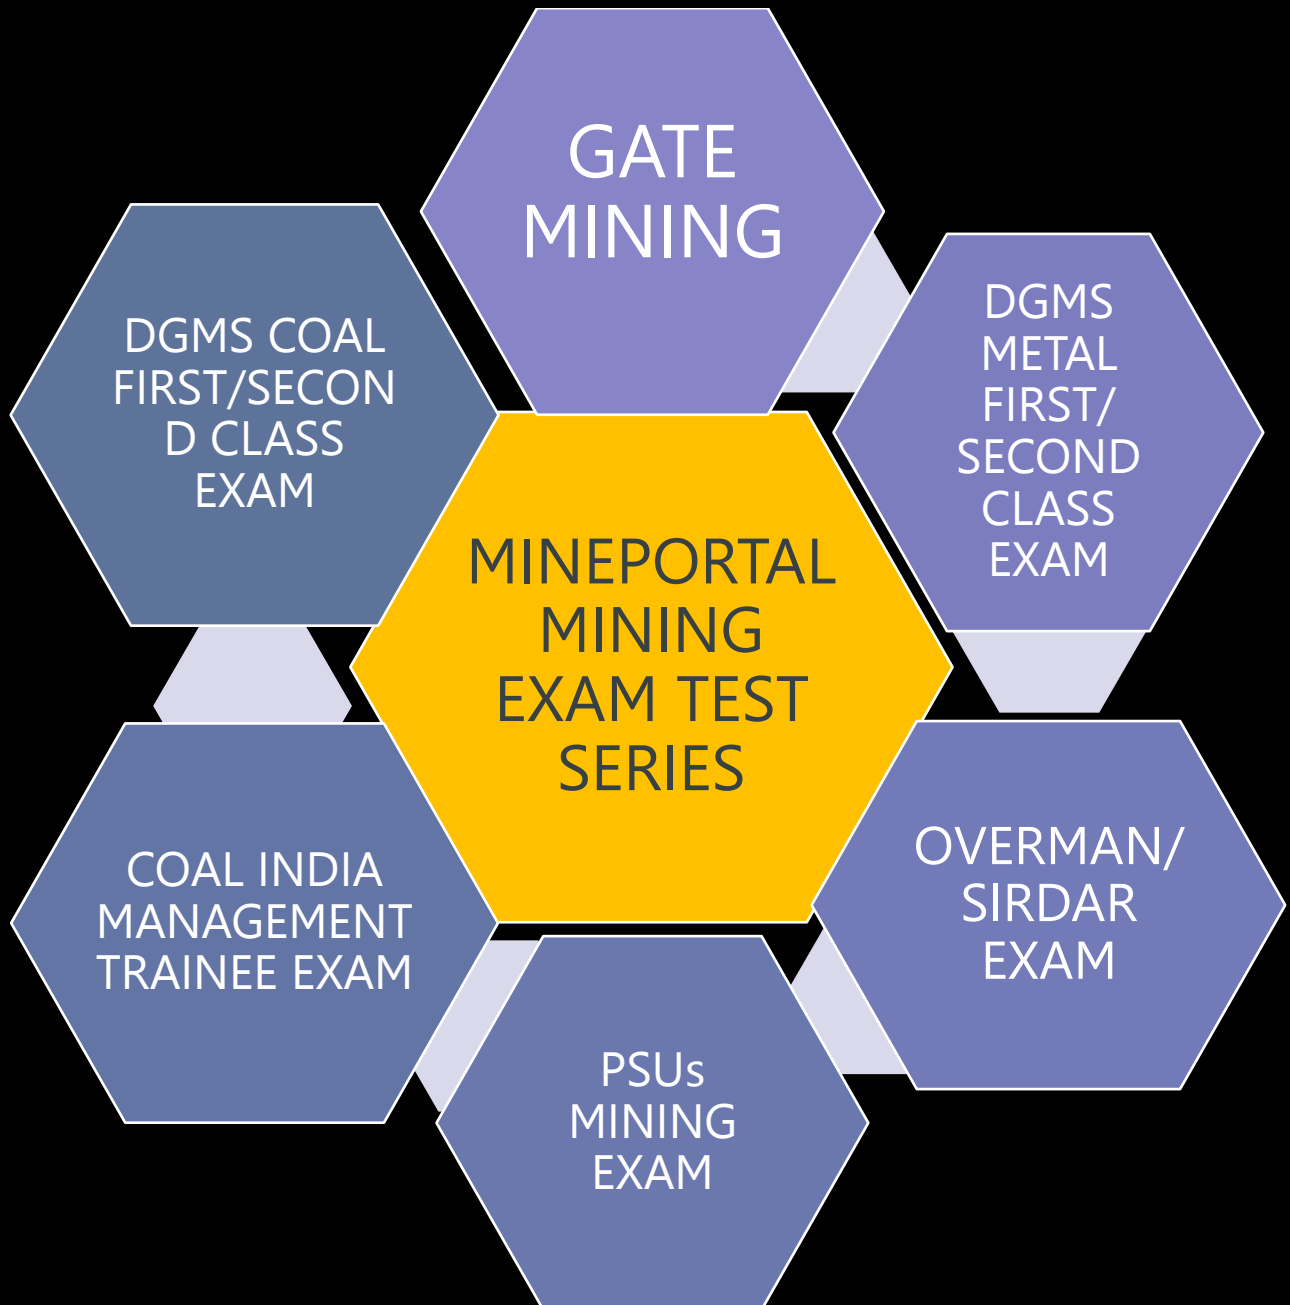 GATE
MINING
DGMS COAL
FIRST/SECON
D CLASS
EXAM
DGMS
METAL
FIRST/
SECOND
CLASS
EXAM
MINEPORTAL
MINING
EXAM TEST
SERIES
COAL INDIA
MANAGEMENT
TRAINEE EXAM
OVERMAN/
SIRDAR
EXAM
PSUs
MINING
EXAM